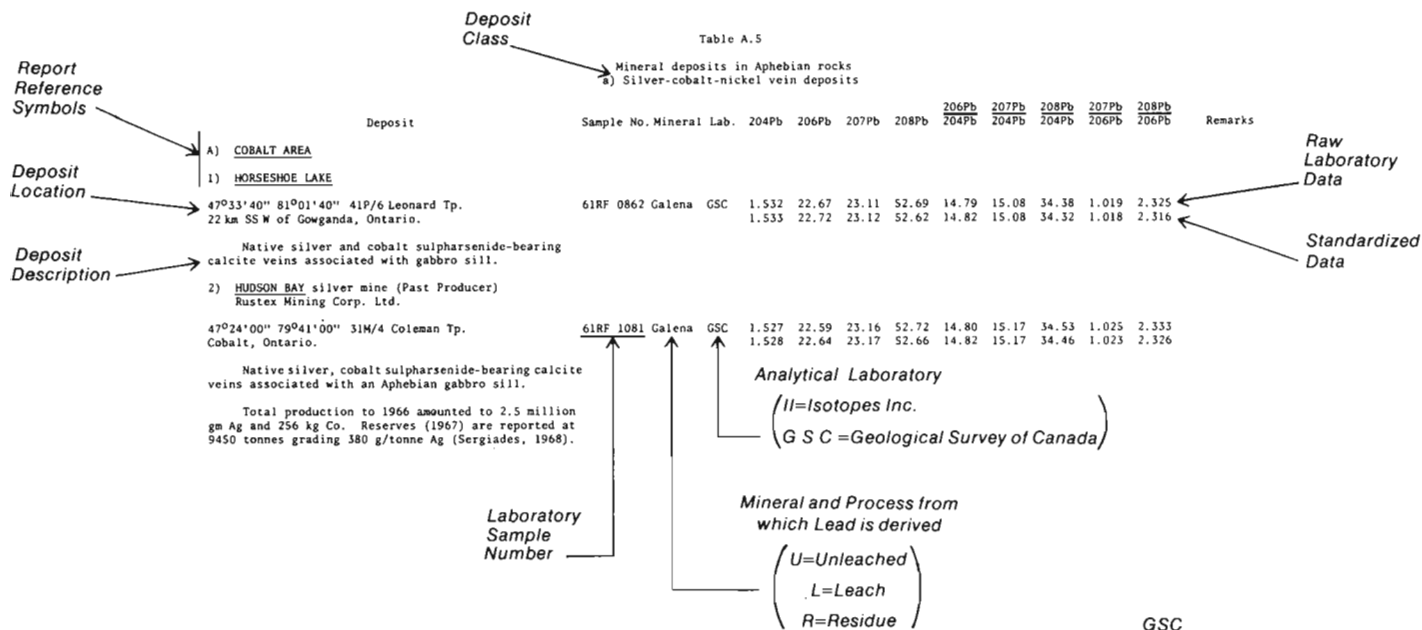 Table A.5
Deposit
Class
Mineral deposits in Aphebian rocks
a) Silver-cobalt-nickel vein deposits
Report
Reference
Symbols
206Pb 207Pb 208Pb 207Pb 208Pb
Deposit Sample No. Mineral Lab. 204Pb 206Pb 207Pb 208Pb 204Pb 204Pb 204Pb 206Pb 206Pb Remarks
A) COBALT AREA
1) HORSESHOE LAKE
Raw
Laboratory
Data
Deposit
Location
47°33'40" 81°01'40" 41P/6 Leonard Tp. 61RF 0862 Galena GSC 1.532 22.67 23.11 52.69 14.79 15.08 34.38 1.019 2.325
22 km SSW of Gowganda, Ontario. 1.533 22.72 23.12 52.62 14.82 15.08 34.32 1.018 2.316
Standardized
Data
Deposit
Description
Native silver and cobalt sulpharsenide-bearing
calcite veins associated with gabbro sill.
2) HUDSON BAY silver mine (Past Producer)
Rustex Mining Corp. Ltd.
47°24'00" 79°41'00" 31M/4 Coleman Tp. 61RF 1081 Galena GSC 1.527 22.59 23.16 52.72 14.80 15.17 34.53 1.025 2.333
Cobalt, Ontario. 1.528 22.64 23.17 52.66 14.82 15.17 34.46 1.023 2.326
Native silver, cobalt sulpharsenide-bearing calcite
veins associated with an Aphebian gabbro sill.
Total production to 1966 amounted to 2.5 million
gm Ag and 256 kg Co. Reserves (1967) are reported at
9450 tonnes grading 380 g/tonne Ag (Sergiades, 1968).
Analytical Laboratory
(II=Isotopes Inc.
G S C =Geological Survey of Canada)
Laboratory
Sample
Number
Mineral and Process from
which Lead is derived
(U=Unleached
L=Leach
R=Residue)
GSC